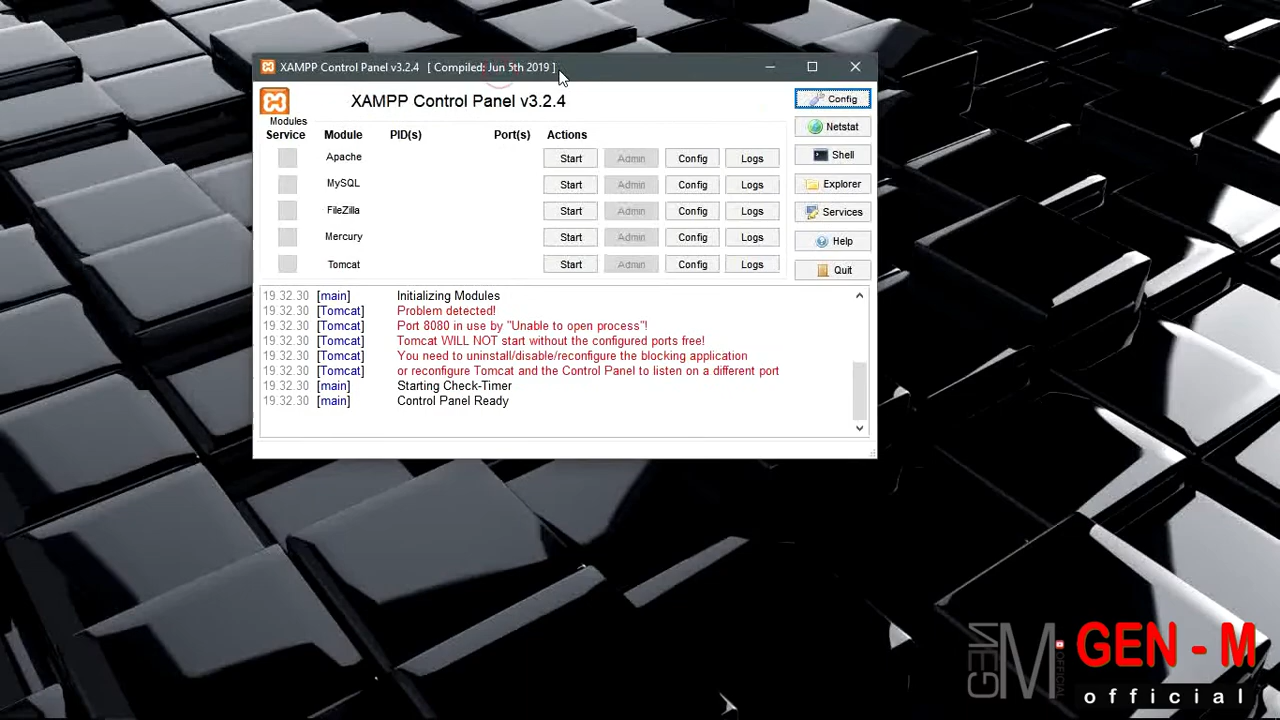 XAMPP Control Panel v3.2.4 [ Compiled: Jun 5th 2019 ]
XAMPP Control Panel v3.2.4
Config
Modules
Service Module PID(s) Port(s) Actions
Netstat
Apache Start Admin Config Logs
Shell
MySQL Start Admin Config Logs
Explorer
FileZilla Start Admin Config Logs
Services
Mercury Start Admin Config Logs
Help
Tomcat Start Admin Config Logs
Quit
19.32.30 [main] Initializing Modules
19.32.30 [Tomcat] Problem detected!
19.32.30 [Tomcat] Port 8080 in use by "Unable to open process"!
19.32.30 [Tomcat] Tomcat WILL NOT start without the configured ports free!
19.32.30 [Tomcat] You need to uninstall/disable/reconfigure the blocking application
19.32.30 [Tomcat] or reconfigure Tomcat and the Control Panel to listen on a different port
19.32.30 [main] Starting Check-Timer
19.32.30 [main] Control Panel Ready
GEN M OFFICIAL
GEN - M
official